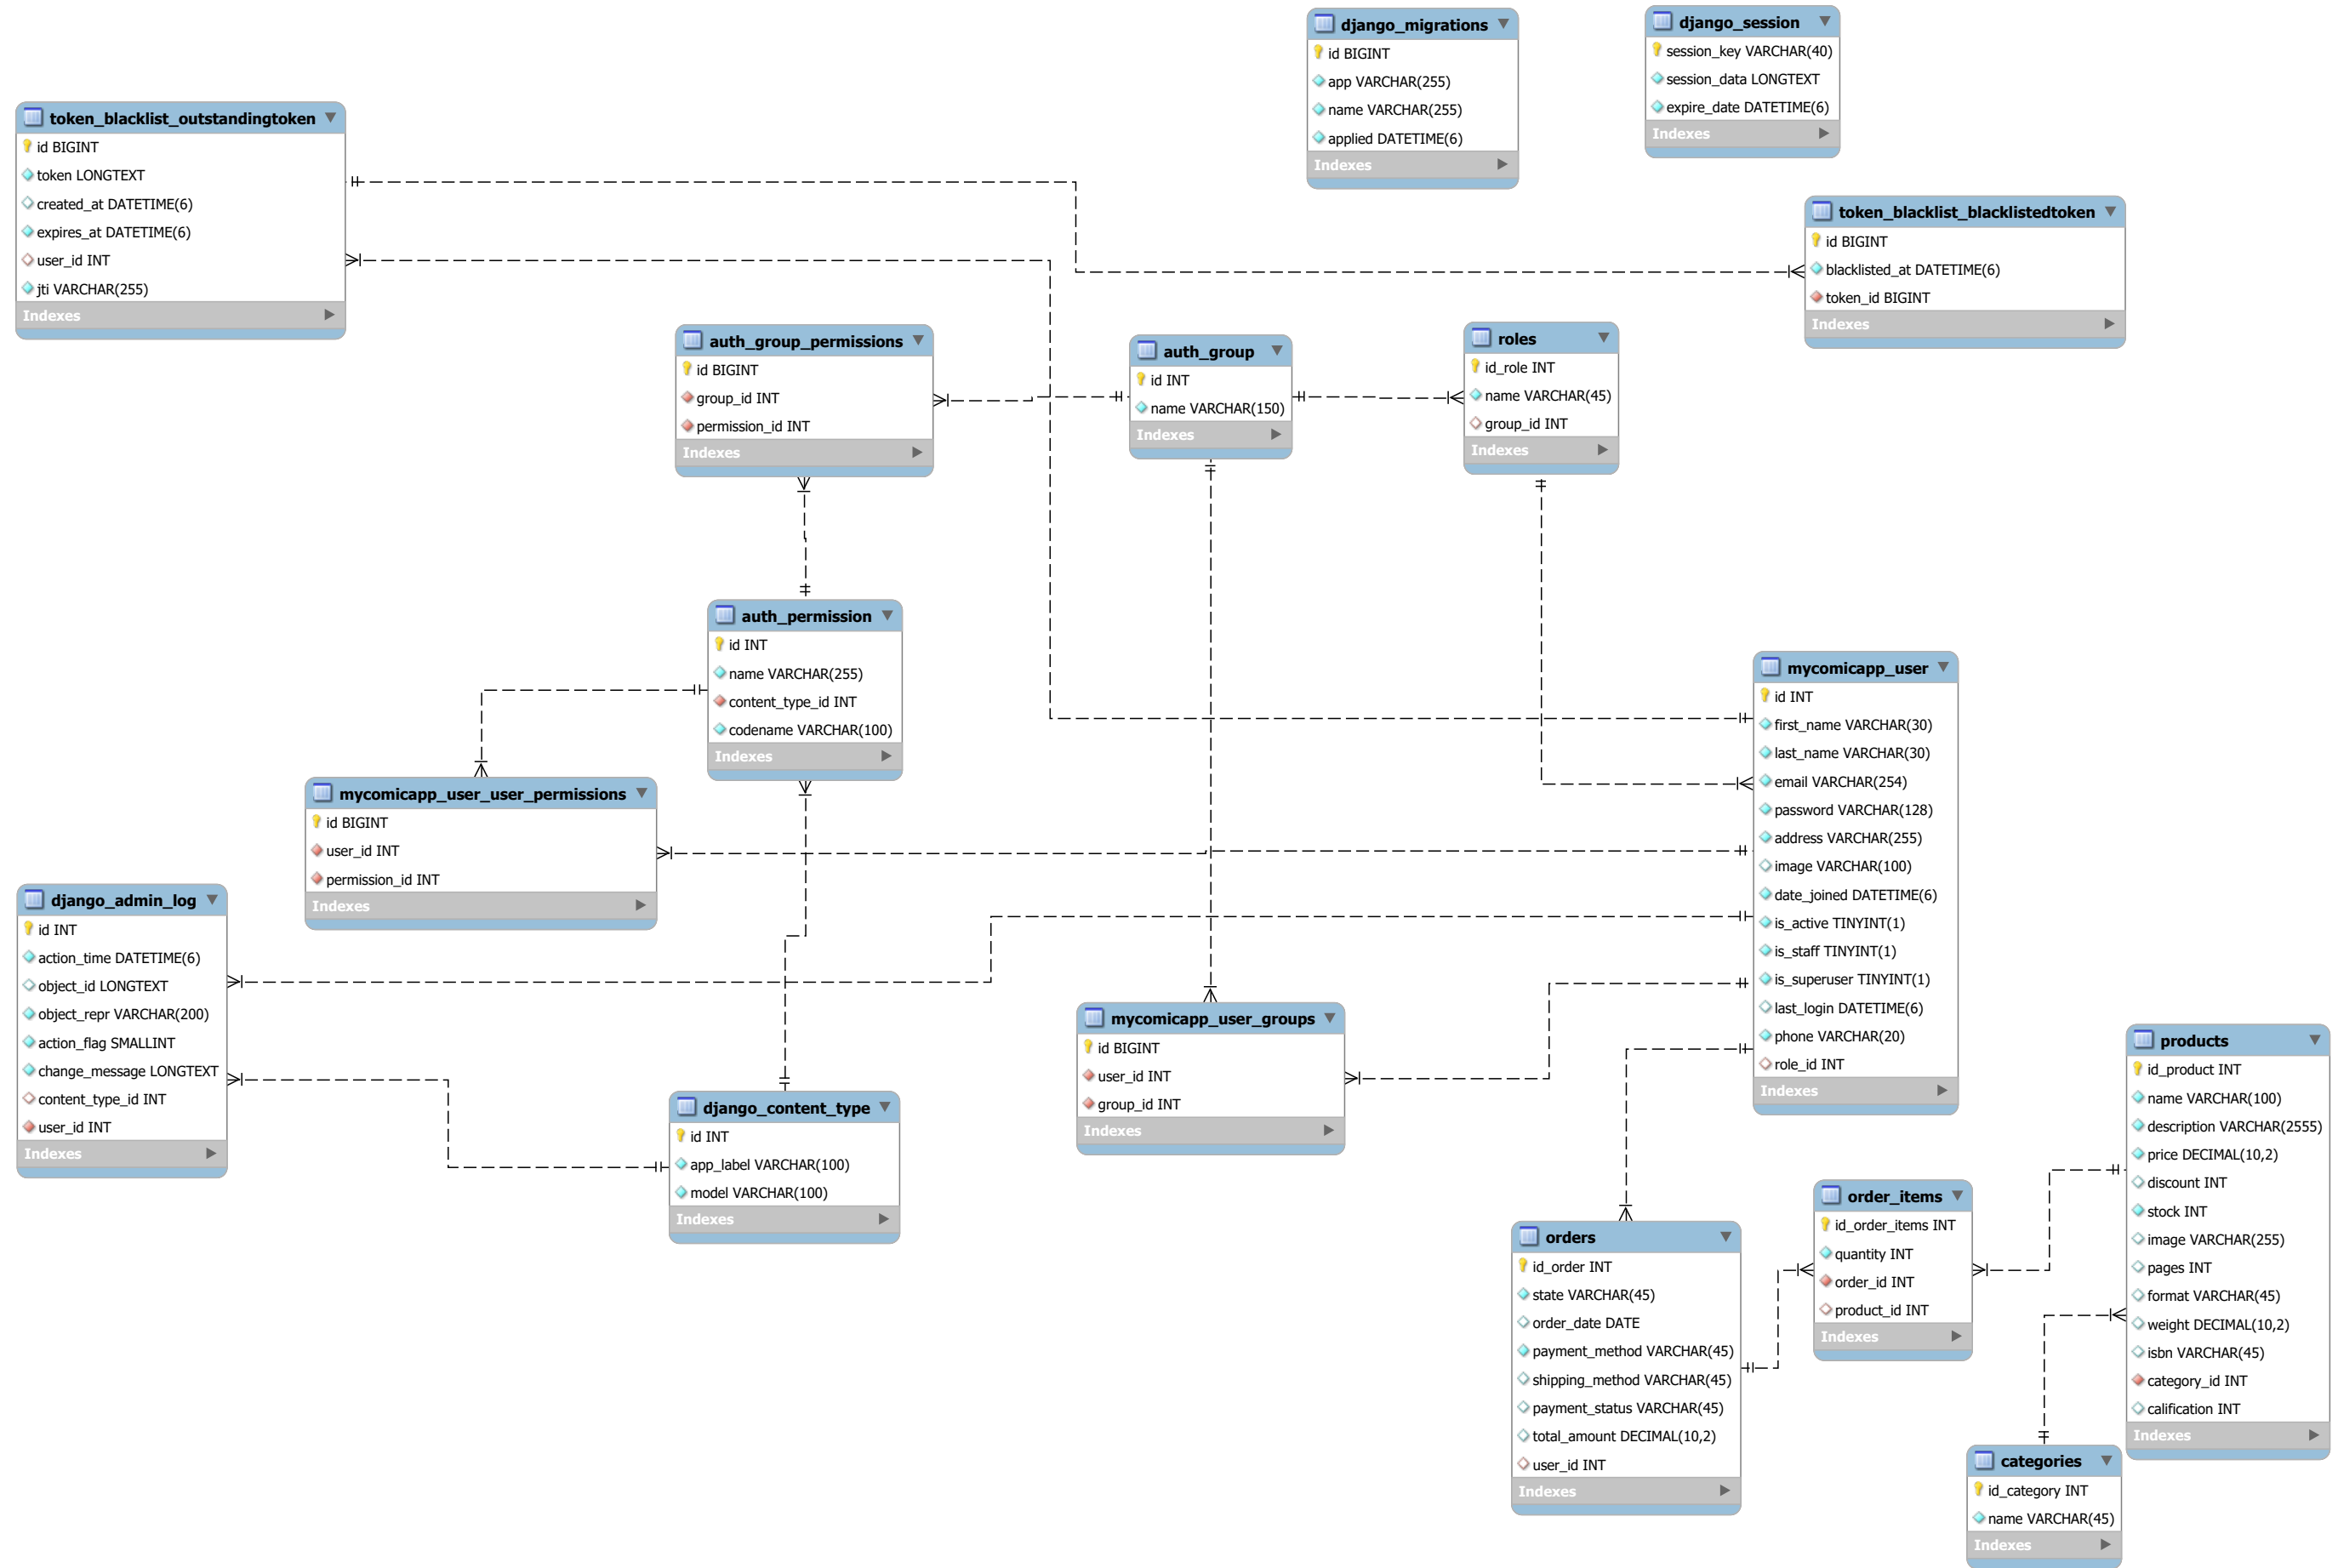 django_migrations
id BIGINT
app VARCHAR(255)
name VARCHAR(255)
applied DATETIME(6)
Indexes
django_session
session_key VARCHAR(40)
session_data LONGTEXT
expire_date DATETIME(6)
Indexes
token_blacklist_outstandingtoken
id BIGINT
token LONGTEXT
created_at DATETIME(6)
expires_at DATETIME(6)
user_id INT
jti VARCHAR(255)
Indexes
token_blacklist_blacklistedtoken
id BIGINT
blacklisted_at DATETIME(6)
token_id BIGINT
Indexes
auth_group_permissions
id BIGINT
group_id INT
permission_id INT
Indexes
auth_group
id INT
name VARCHAR(150)
Indexes
roles
id_role INT
name VARCHAR(45)
group_id INT
Indexes
auth_permission
id INT
name VARCHAR(255)
content_type_id INT
codename VARCHAR(100)
Indexes
mycomicapp_user
id INT
first_name VARCHAR(30)
last_name VARCHAR(30)
email VARCHAR(254)
password VARCHAR(128)
address VARCHAR(255)
image VARCHAR(100)
date_joined DATETIME(6)
is_active TINYINT(1)
is_staff TINYINT(1)
is_superuser TINYINT(1)
last_login DATETIME(6)
phone VARCHAR(20)
role_id INT
Indexes
mycomicapp_user_user_permissions
id BIGINT
user_id INT
permission_id INT
Indexes
django_admin_log
id INT
action_time DATETIME(6)
object_id LONGTEXT
object_repr VARCHAR(200)
action_flag SMALLINT
change_message LONGTEXT
content_type_id INT
user_id INT
Indexes
mycomicapp_user_groups
id BIGINT
user_id INT
group_id INT
Indexes
django_content_type
id INT
app_label VARCHAR(100)
model VARCHAR(100)
Indexes
products
id_product INT
name VARCHAR(100)
description VARCHAR(2555)
price DECIMAL(10,2)
discount INT
stock INT
image VARCHAR(255)
pages INT
format VARCHAR(45)
weight DECIMAL(10,2)
isbn VARCHAR(45)
category_id INT
calification INT
Indexes
order_items
id_order_items INT
quantity INT
order_id INT
product_id INT
Indexes
orders
id_order INT
state VARCHAR(45)
order_date DATE
payment_method VARCHAR(45)
shipping_method VARCHAR(45)
payment_status VARCHAR(45)
total_amount DECIMAL(10,2)
user_id INT
Indexes
categories
id_category INT
name VARCHAR(45)
Indexes